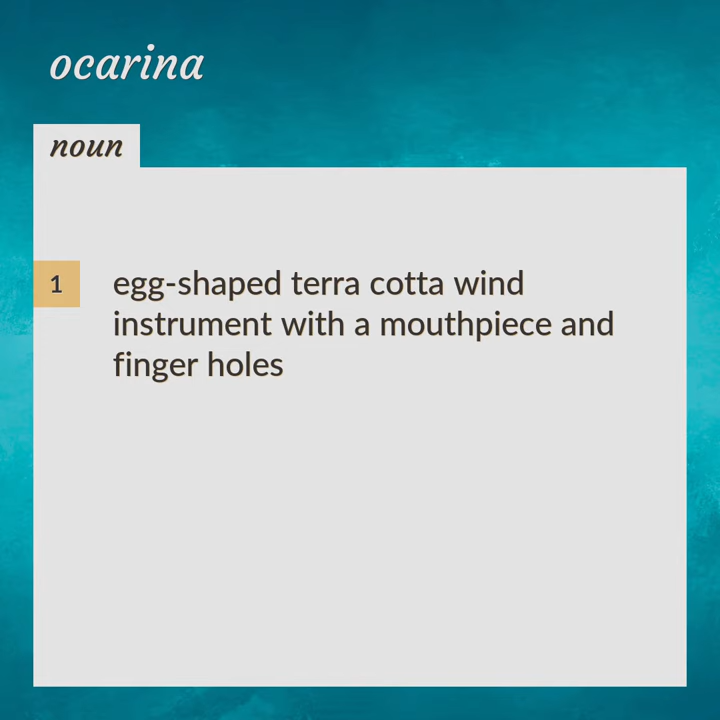 ocarina
noun
1
egg-shaped terra cotta wind
instrument with a mouthpiece and
finger holes